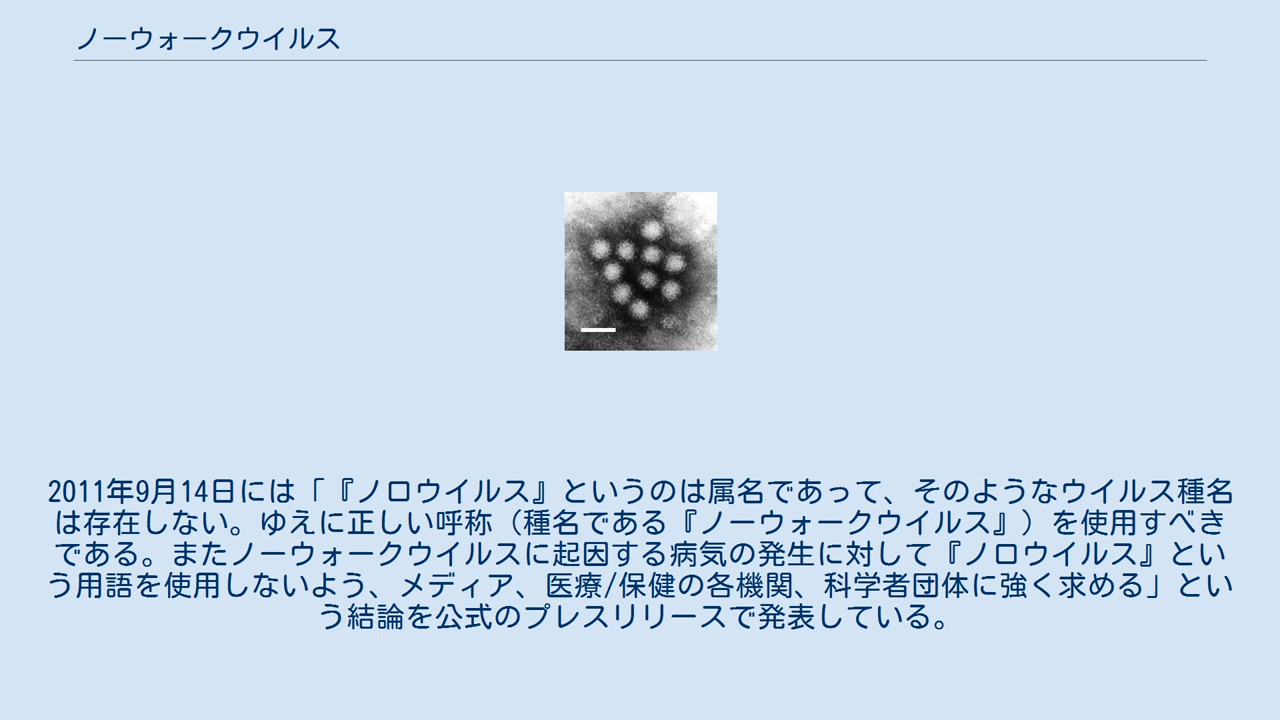 ノーウォークウイルス
2011年9月14日には「『ノロウイルス』というのは属名であって、そのようなウイルス種名
は存在しない。ゆえに正しい呼称（種名である『ノーウォークウイルス』）を使用すべき
である。またノーウォークウイルスに起因する病気の発生に対して『ノロウイルス』とい
う用語を使用しないよう、メディア、医療/保健の各機関、科学者団体に強く求める」とい
う結論を公式のプレスリリースで発表している。